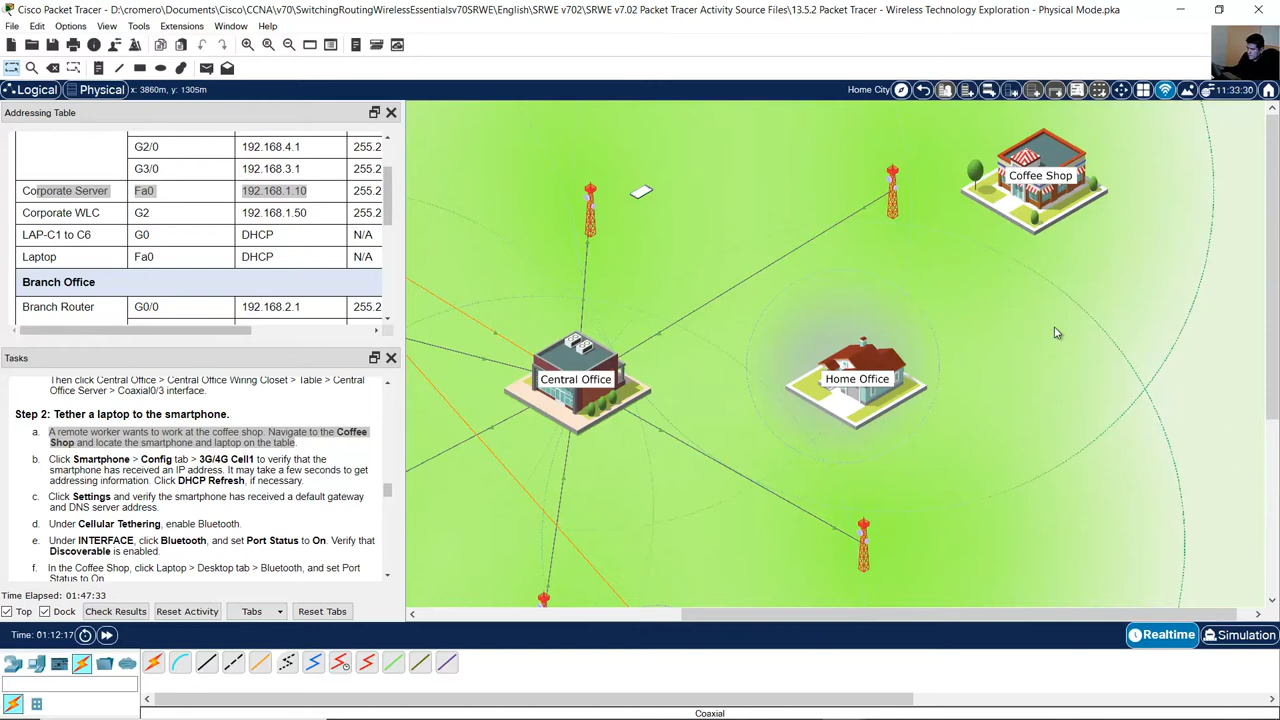 Cisco Packet Tracer - D:\cromero\Documents\Cisco\CCNA\v70\SwitchingRoutingWirelessEssentialsv70SRWE\English\SRWE v702\SRWE v7.02 Packet Tracer Activity Source Files\13.5.2 Packet Tracer - Wireless Technology Exploration - Physical Mode.pka
File Edit Options View Tools Extensions Window Help
Logical Physical x: 3860m, y: 1305m Home City 11:33:30
Addressing Table
G2/0 192.168.4.1 255.2
G3/0 192.168.3.1 255.2
Corporate Server Fa0 192.168.1.10 255.2
Corporate WLC G2 192.168.1.50 255.2
LAP-C1 to C6 G0 DHCP N/A
Laptop Fa0 DHCP N/A
Branch Office
Branch Router G0/0 192.168.2.1 255.2
Tasks
Then click Central Office > Central Office Wiring Closet > Table > Central
Office Server > Coaxial0/3 interface.
Step 2: Tether a laptop to the smartphone.
a. A remote worker wants to work at the coffee shop. Navigate to the Coffee
Shop and locate the smartphone and laptop on the table.
b. Click Smartphone > Config tab > 3G/4G Cell1 to verify that the
smartphone has received an IP address. It may take a few seconds to get
addressing information. Click DHCP Refresh, if necessary.
c. Click Settings and verify the smartphone has received a default gateway
and DNS server address.
d. Under Cellular Tethering, enable Bluetooth.
e. Under INTERFACE, click Bluetooth, and set Port Status to On. Verify that
Discoverable is enabled.
f. In the Coffee Shop, click Laptop > Desktop tab > Bluetooth, and set Port
Status to On
Time Elapsed: 01:47:33
Top Dock Check Results Reset Activity Tabs Reset Tabs
Coffee Shop
Central Office
Home Office
Time: 01:12:17
Realtime Simulation
Coaxial